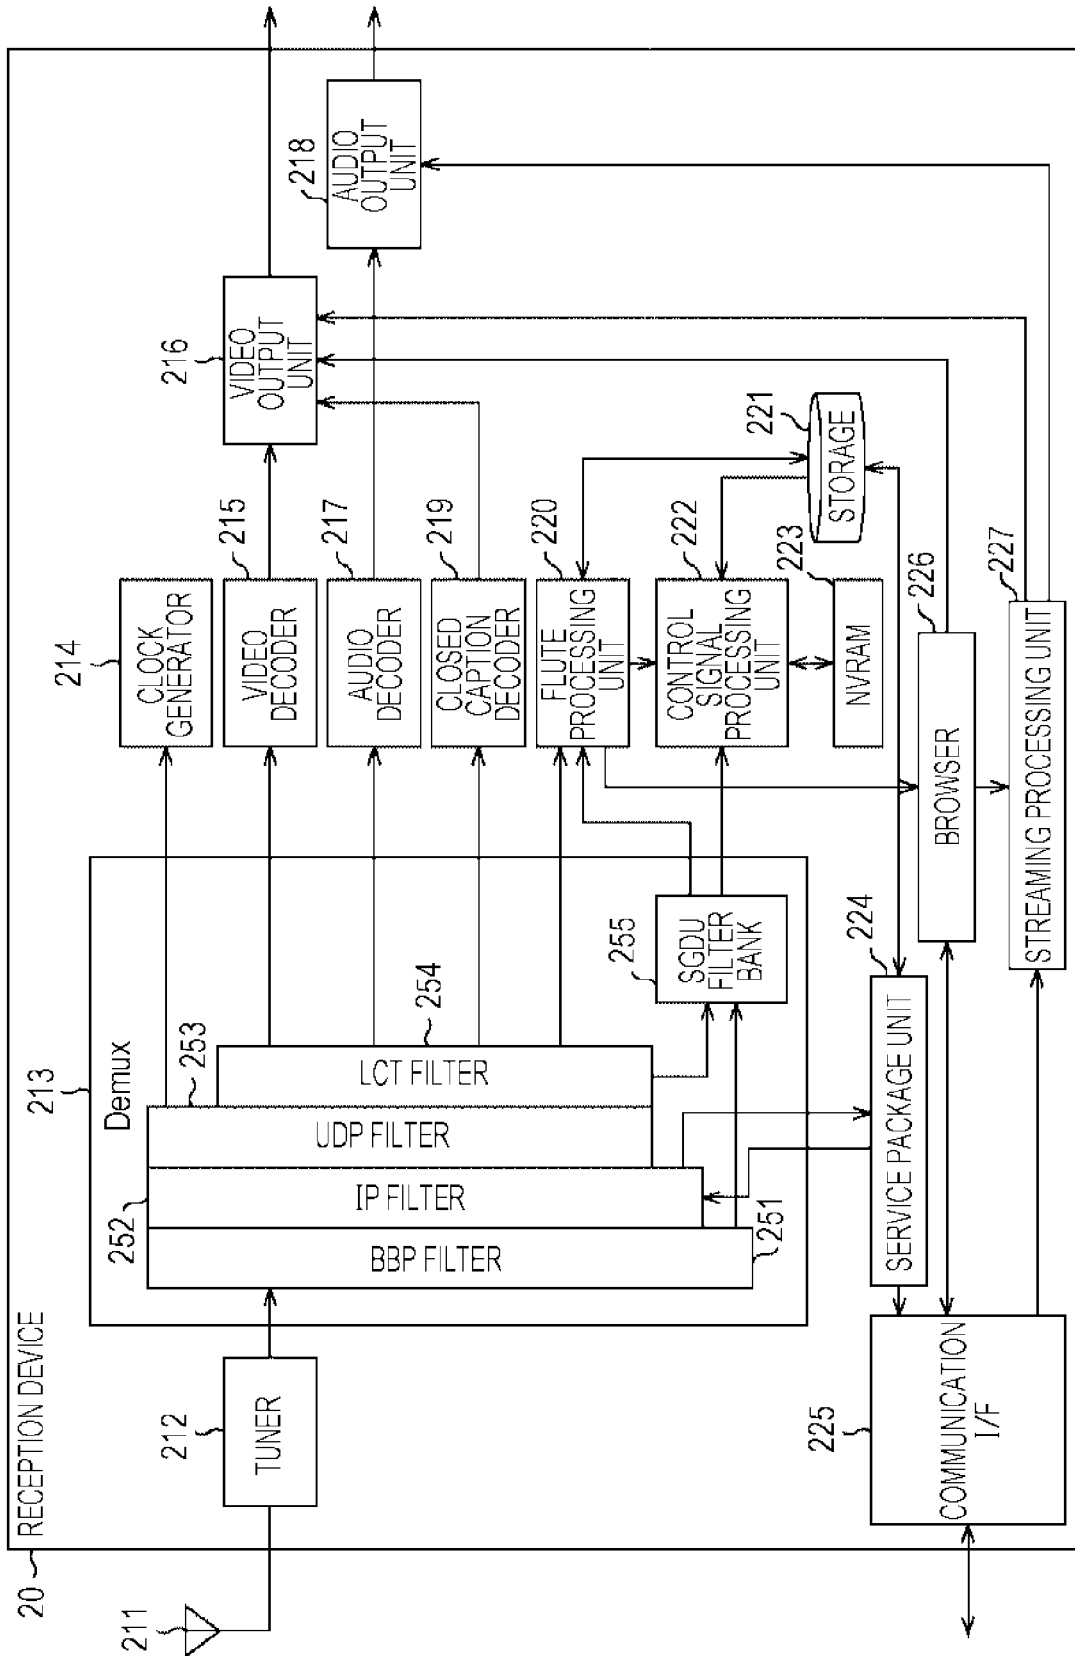 20
RECEPTION DEVICE
211
212
TUNER
213
Demux
252
BBP FILTER
251
IP FILTER
UDP FILTER
253
LCT FILTER
254
255
SGDU
FILTER
BANK
214
CLOCK
GENERATOR
215
VIDEO
DECODER
217
AUDIO
DECODER
219
CLOSED
CAPTION
DECODER
220
FLUTE
PROCESSING
UNIT
222
CONTROL
SIGNAL
PROCESSING
UNIT
223
NVRAM
221
STORAGE
216
VIDEO
OUTPUT
UNIT
218
AUDIO
OUTPUT
UNIT
225
COMMUNICATION
I/F
224
SERVICE PACKAGE UNIT
226
BROWSER
227
STREAMING PROCESSING UNIT